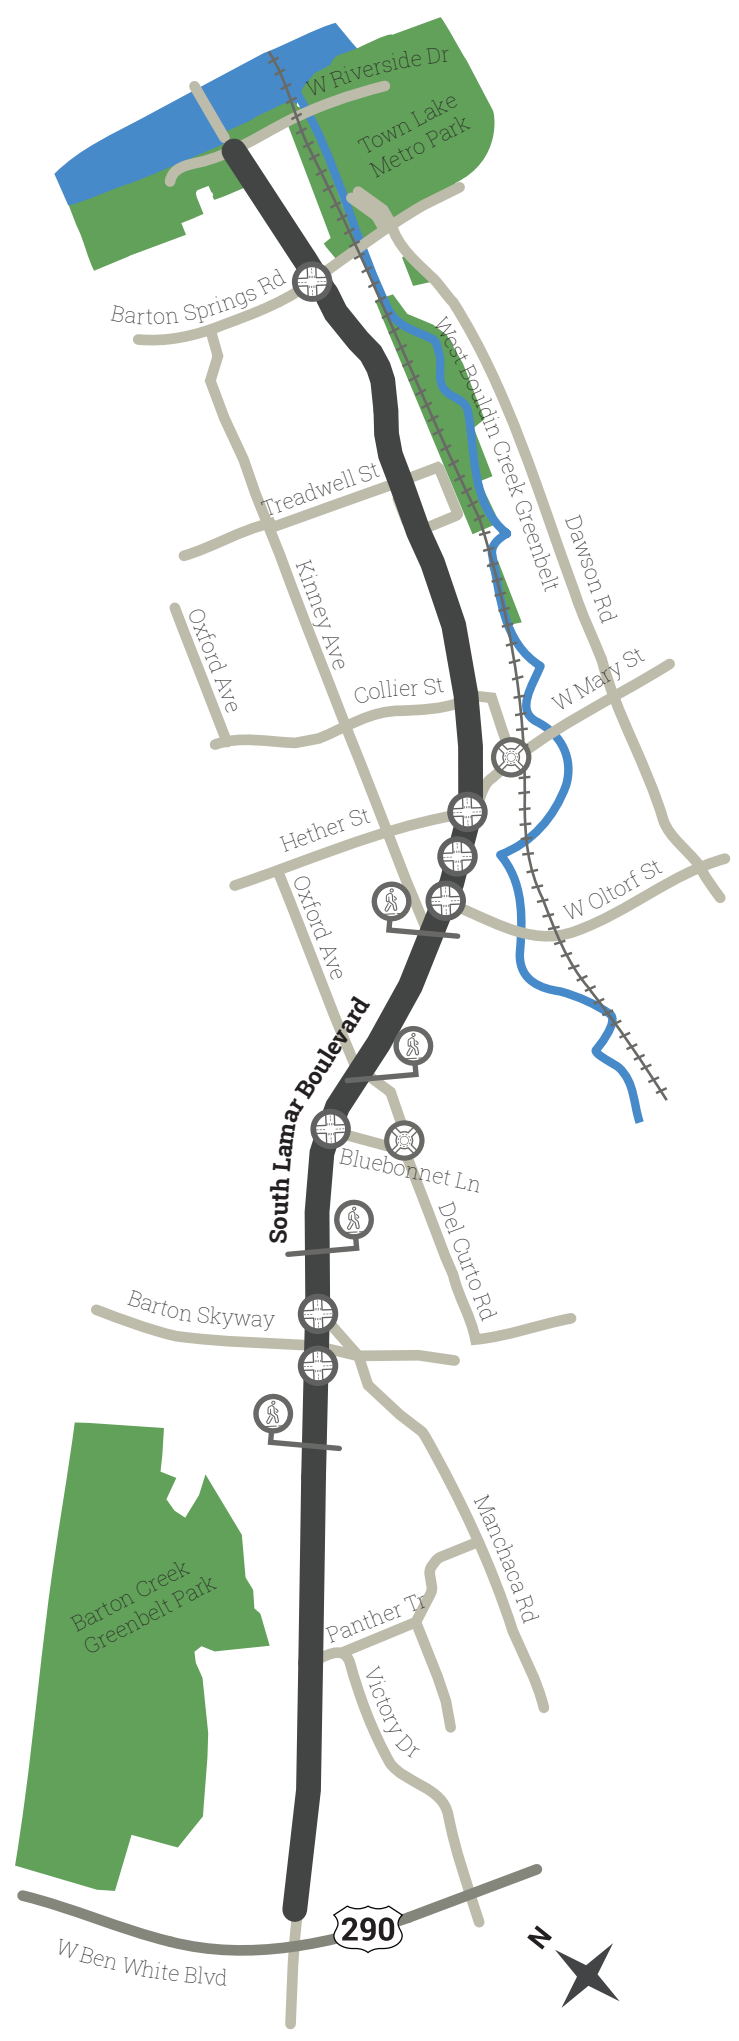 W Riverside Dr
Town Lake
Metro Park
Barton Springs Rd
West Bouldin Creek Greenbelt
Treadwell St
Dawson Rd
Kinney Ave
Oxford Ave
Collier St
W Mary St
Hether St
W Oltorf St
Oxford Ave
South Lamar Boulevard
Bluebonnet Ln
Del Curto Rd
Barton Skyway
Manchaca Rd
Barton Creek
Greenbelt Park
Panther Tr
Victory Dr
290
N
W Ben White Blvd